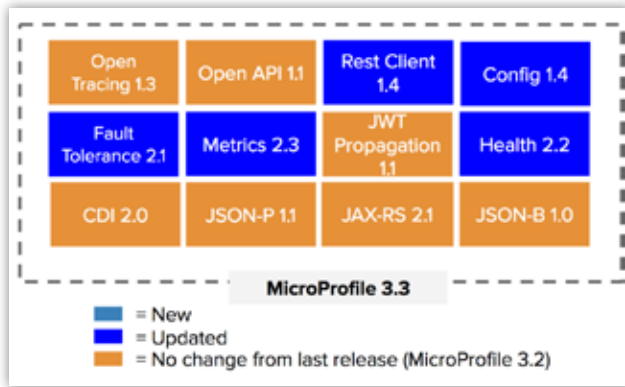 Open
Tracing 1.3
Open API 1.1
Rest Client
1.4
Config 1.4
Fault
Tolerance 2.1
Metrics 2.3
JWT
Propagation
1.1
Health 2.2
CDI 2.0
JSON-P 1.1
JAX-RS 2.1
JSON-B 1.0
MicroProfile 3.3
= New
= Updated
= No change from last release (MicroProfile 3.2)